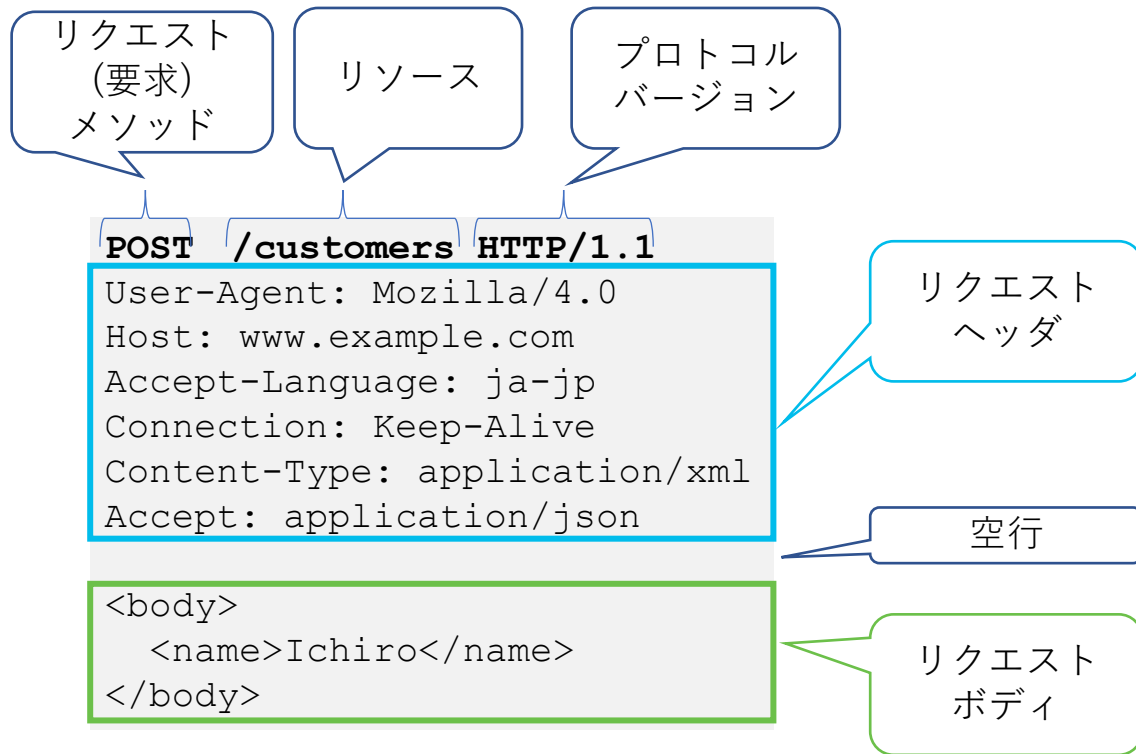 リクエスト
(要求)
メソッド
リソース
プロトコル
バージョン
POST /customers HTTP/1.1
User-Agent: Mozilla/4.0
Host: www.example.com
Accept-Language: ja-jp
Connection: Keep-Alive
Content-Type: application/xml
Accept: application/json
リクエスト
ヘッダ
空行
<body>
  <name>Ichiro</name>
</body>
リクエスト
ボディ